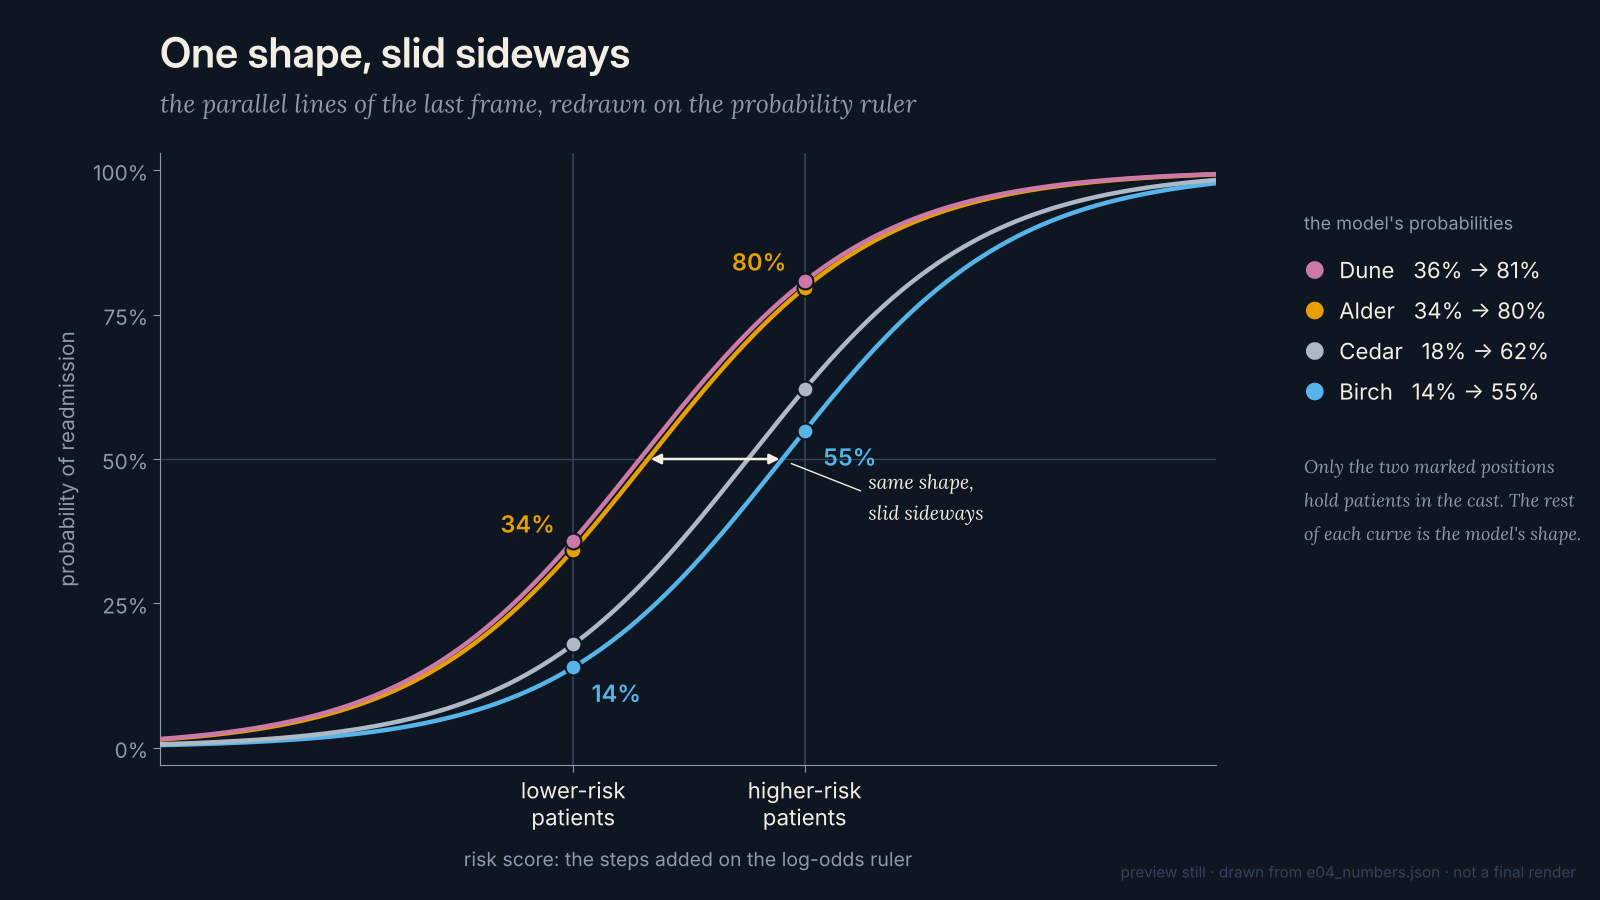 One shape, slid sideways
the parallel lines of the last frame, redrawn on the probability ruler
100%
75%
50%
25%
0%
probability of readmission
80%
55%
34%
14%
same shape,
slid sideways
lower-risk
patients
higher-risk
patients
risk score: the steps added on the log-odds ruler
the model's probabilities
Dune 36% → 81%
Alder 34% → 80%
Cedar 18% → 62%
Birch 14% → 55%
Only the two marked positions
hold patients in the cast. The rest
of each curve is the model's shape.
preview still · drawn from e04_numbers.json · not a final render